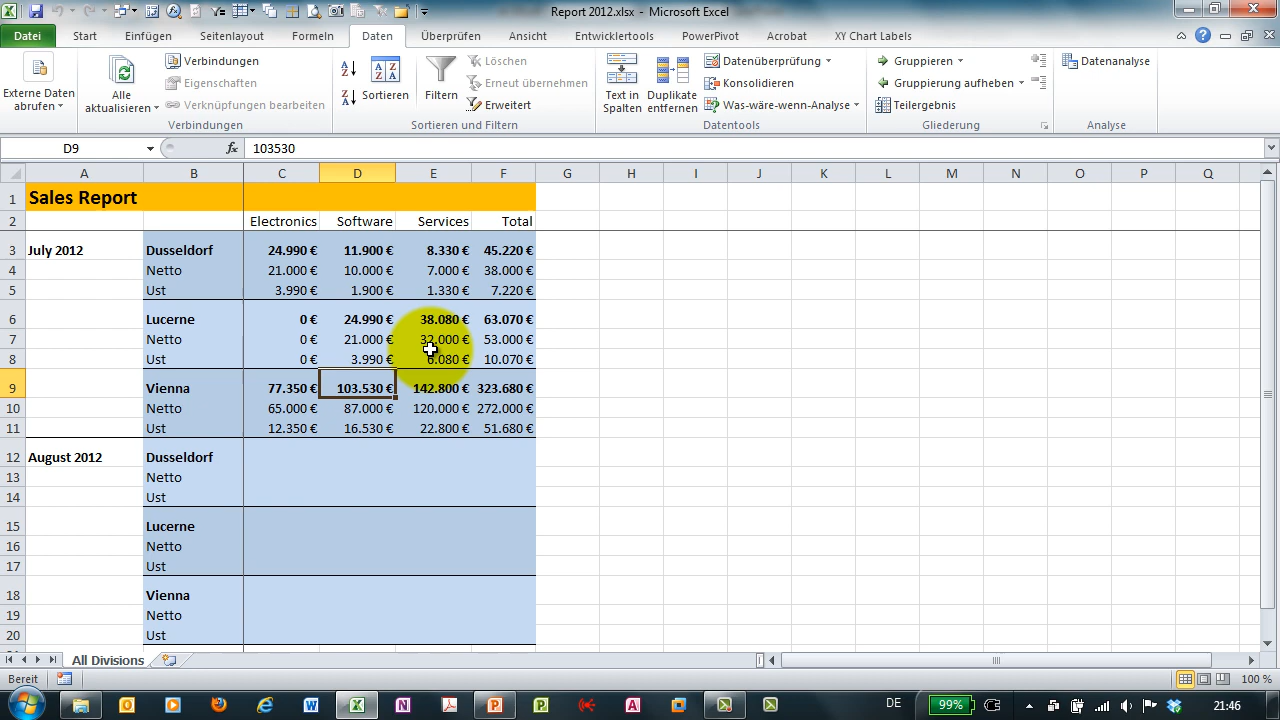 Report 2012.xlsx - Microsoft Excel
Datei Start Einfügen Seitenlayout Formeln Daten Überprüfung Ansicht Entwicklertools PowerPivot Acrobat XY Chart Labels
Externe Daten abrufen
Alle aktualisieren
Verbindungen
Eigenschaften
Verknüpfungen bearbeiten
Verbindungen
Sortieren
Filtern
Löschen
Erneut übernehmen
Erweitert
Sortieren und Filtern
Text in Spalten
Duplikate entfernen
Datenüberprüfung
Konsolidieren
Was-wäre-wenn-Analyse
Datentools
Gruppieren
Gruppierung aufheben
Teilergebnis
Gliederung
Datenanalyse
Analyse
D9 fx 103530
A B C D E F G H I J K L M N O P Q
1 Sales Report
2 Electronics Software Services Total
3 July 2012 Dusseldorf 24.990 € 11.900 € 8.330 € 45.220 €
4 Netto 21.000 € 10.000 € 7.000 € 38.000 €
5 Ust 3.990 € 1.900 € 1.330 € 7.220 €
6 Lucerne 0 € 24.990 € 38.080 € 63.070 €
7 Netto 0 € 21.000 € 32.000 € 53.000 €
8 Ust 0 € 3.990 € 6.080 € 10.070 €
9 Vienna 77.350 € 103.530 € 142.800 € 323.680 €
10 Netto 65.000 € 87.000 € 120.000 € 272.000 €
11 Ust 12.350 € 16.530 € 22.800 € 51.680 €
12 August 2012 Dusseldorf
13 Netto
14 Ust
15 Lucerne
16 Netto
17 Ust
18 Vienna
19 Netto
20 Ust
All Divisions
Bereit 100 %
DE 99% 21:46